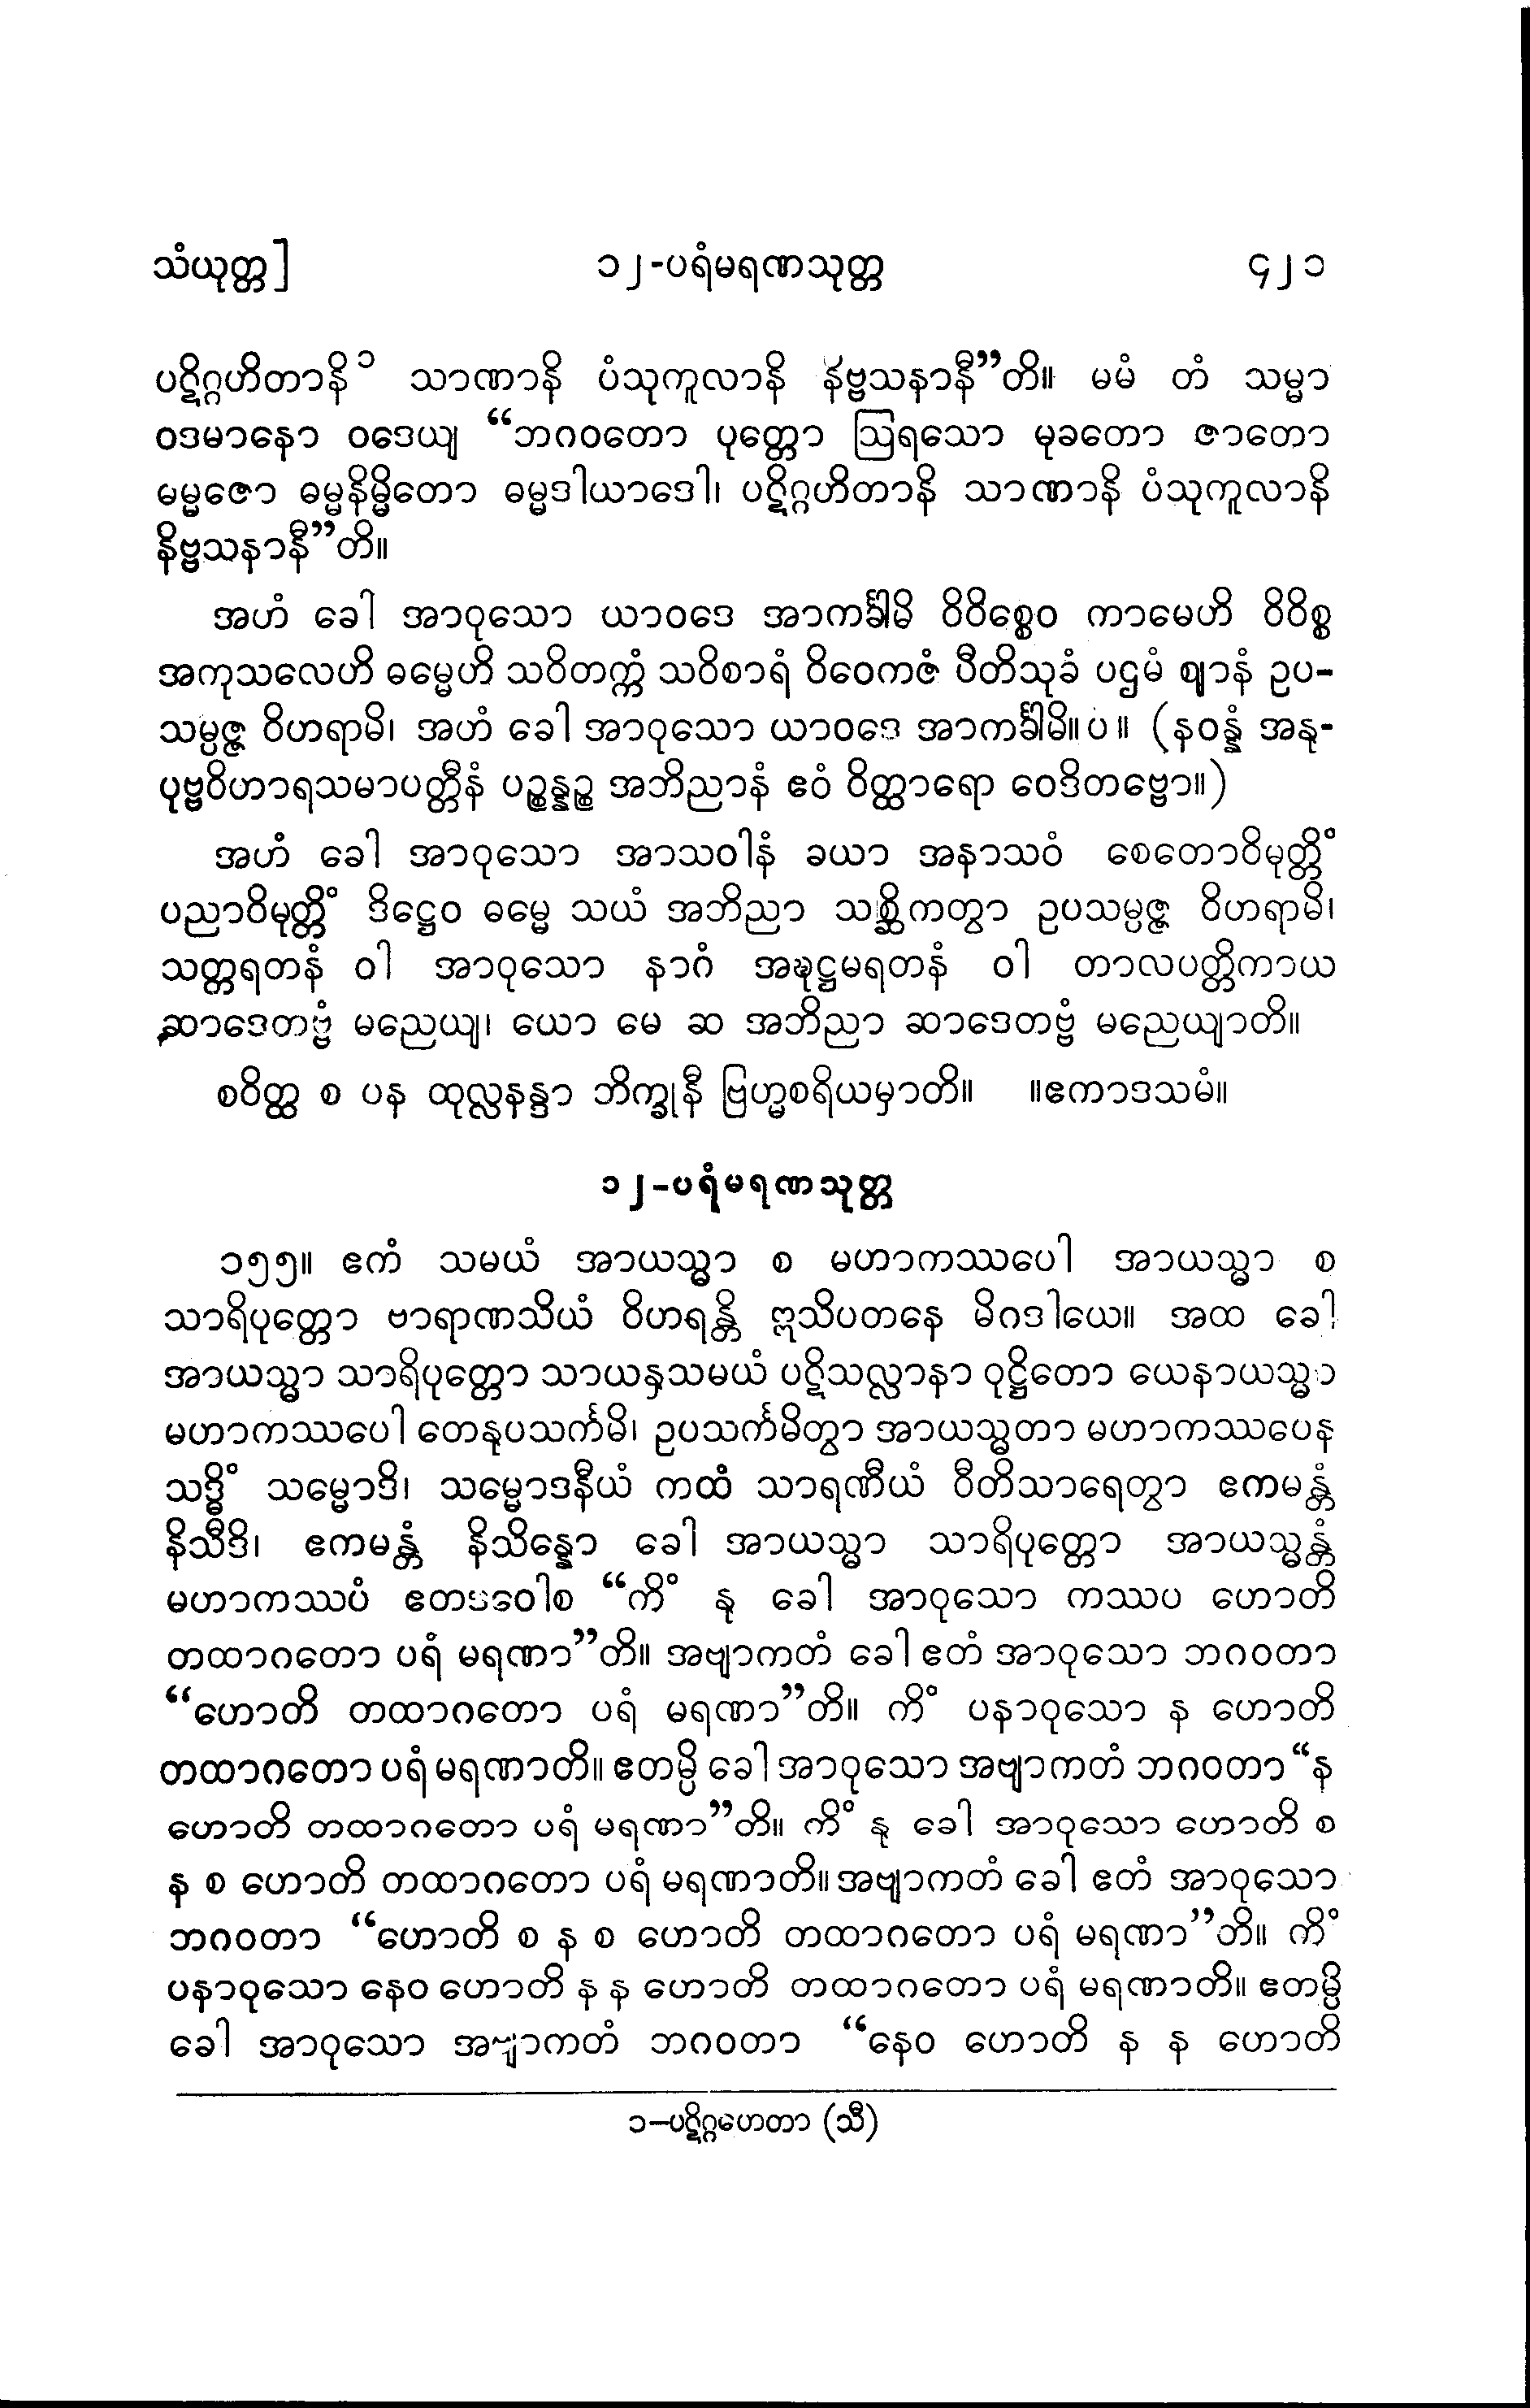 သံယုတ္တ] ၁၂-ပရံမရဏသုတ္တ ၄၂၁
ပဋိဂ္ဂဟိတာနိ၁ သာဏာနိ ပံသုကူလာနိ နိဗ္ဗသနာနီ”တိ။ မမံ တံ သမ္မာ
ဝဒမာနော ဝဒေယျ “ဘဂဝတော ပုတ္တော ဩရသော မုခတော ဇာတော
ဓမ္မဇော ဓမ္မနိမ္မိတော ဓမ္မဒါယာဒေါ၊ ပဋိဂ္ဂဟိတာနိ သာဏာနိ ပံသုကူလာနိ
နိဗ္ဗသနာနီ”တိ။
အဟံ ခေါ အာဝုသော ယာဝဒေ အာကင်္ခါမိ ဝိဝိစ္စေဝ ကာမေဟိ ဝိဝိစ္စ
အကုသလေဟိ ဓမ္မေဟိ သဝိတက္ကံ သဝိစာရံ ဝိဝေကဇံ ပီတိသုခံ ပဌမံ ဈာနံ ဥပ-
သမ္ပဇ္ဇ ဝိဟရာမိ၊ အဟံ ခေါ အာဝုသော ယာဝဒေ အာကင်္ခါမိ။ပ။ (နဝန္နံ အနု-
ပုဗ္ဗဝိဟာရသမာပတ္တီနံ ပဉ္စန္နဉ္စ အဘိညာနံ ဧဝံ ဝိတ္ထာရော ဝေဒိတဗ္ဗော။)
အဟံ ခေါ အာဝုသော အာသဝါနံ ခယာ အနာသဝံ စေတောဝိမုတ္တိံ
ပညာဝိမုတ္တိံ ဒိဋ္ဌေဝ ဓမ္မေ သယံ အဘိညာ သစ္ဆိကတွာ ဥပသမ္ပဇ္ဇ ဝိဟရာမိ၊
သတ္တရတနံ ဝါ အာဝုသော နာဂံ အဍ္ဎဋ္ဌမရတနံ ဝါ တာလပတ္တိကာယ
ဆာဒေတဗ္ဗံ မညေယျ၊ ယော မေ ဆ အဘိညာ ဆာဒေတဗ္ဗံ မညေယျာတိ။
စဝိတ္ထ စ ပန ထုလ္လနန္ဒာ ဘိက္ခုနီ ဗြဟ္မစရိယမှာတိ။ ။ဧကာဒသမံ။
၁၂-ပရံမရဏသုတ္တ
၁၅၅။ ဧကံ သမယံ အာယသ္မာ စ မဟာကဿပေါ အာယသ္မာ စ
သာရိပုတ္တော ဗာရာဏသိယံ ဝိဟရန္တိ ဣသိပတနေ မိဂဒါယေ။ အထ ခေါ
အာယသ္မာ သာရိပုတ္တော သာယနှသမယံ ပဋိသလ္လာနာ ဝုဋ္ဌိတော ယေနာယသ္မာ
မဟာကဿပေါ တေနုပသင်္ကမိ၊ ဥပသင်္ကမိတွာ အာယသ္မတာ မဟာကဿပေန
သဒ္ဓိံ သမ္မောဒိ၊ သမ္မောဒနီယံ ကထံ သာရဏီယံ ဝီတိသာရေတွာ ဧကမန္တံ
နိသီဒိ၊ ဧကမန္တံ နိသိန္နော ခေါ အာယသ္မာ သာရိပုတ္တော အာယသ္မန္တံ
မဟာကဿပံ ဧတဒဝေါစ “ကိံ နု ခေါ အာဝုသော ကဿပ ဟောတိ
တထာဂတော ပရံ မရဏာ”တိ။ အဗျာကတံ ခေါ ဧတံ အာဝုသော ဘဂဝတာ
“ဟောတိ တထာဂတော ပရံ မရဏာ”တိ။ ကိံ ပနာဝုသော န ဟောတိ
တထာဂတော ပရံ မရဏာတိ။ ဧတမ္ပိ ခေါ အာဝုသော အဗျာကတံ ဘဂဝတာ “န
ဟောတိ တထာဂတော ပရံ မရဏာ”တိ။ ကိံ နု ခေါ အာဝုသော ဟောတိ စ
န စ ဟောတိ တထာဂတော ပရံ မရဏာတိ။ အဗျာကတံ ခေါ ဧတံ အာဝုသော
ဘဂဝတာ “ဟောတိ စ န စ ဟောတိ တထာဂတော ပရံ မရဏာ”တိ။ ကိံ
ပနာဝုသော နေဝ ဟောတိ န န ဟောတိ တထာဂတော ပရံ မရဏာတိ။ ဧတမ္ပိ
ခေါ အာဝုသော အဗျာကတံ ဘဂဝတာ “နေဝ ဟောတိ န န ဟောတိ
၁−ပဋိဂ္ဂဟေတာ (သီ)